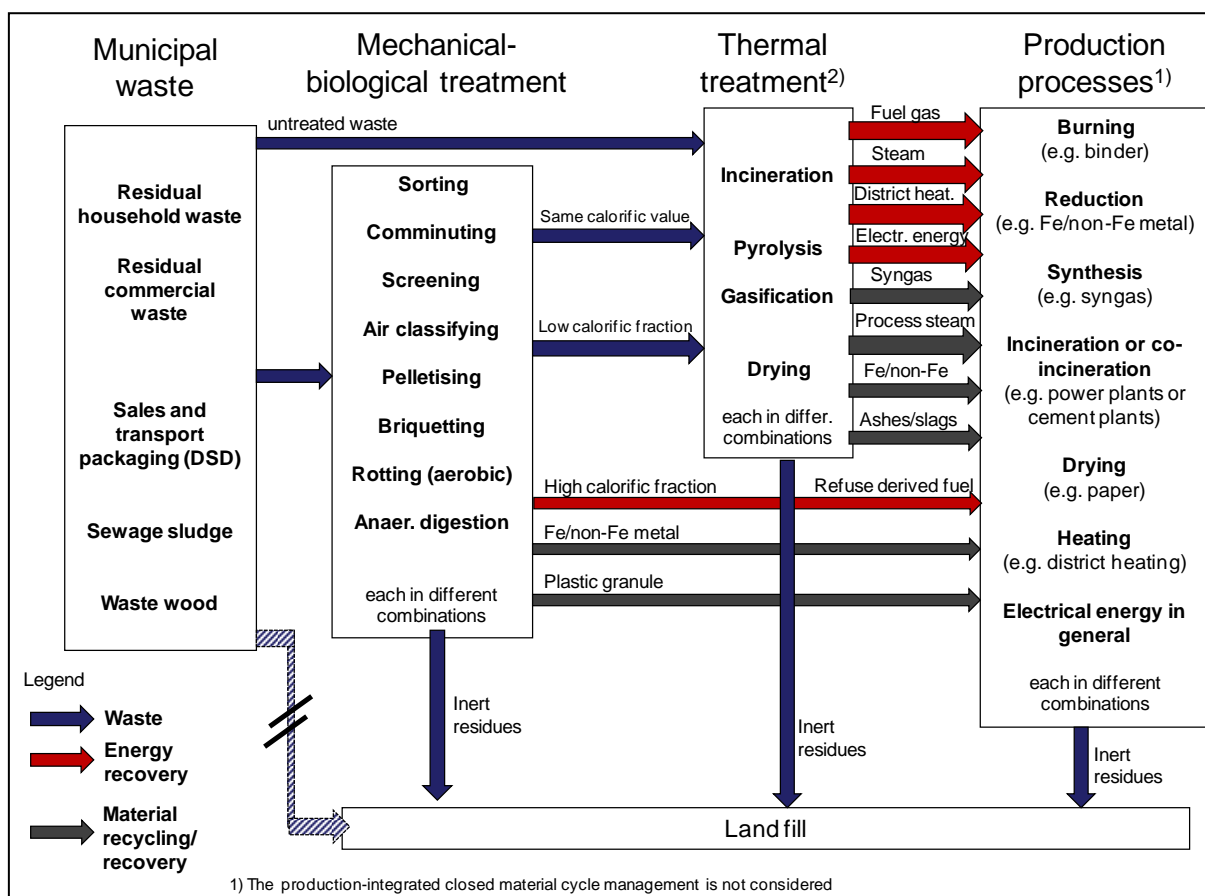 Municipal
waste
Mechanical-
biological treatment
Thermal
treatment2)
Production
processes1)
untreated waste
Residual
household waste
Residual
commercial
waste
Sales and
transport
packaging (DSD)
Sewage sludge
Waste wood
Sorting
Comminuting
Screening
Air classifying
Pelletising
Briquetting
Rotting (aerobic)
Anaer. digestion
each in different
combinations
Same calorific value
Low calorific fraction
High calorific fraction
Refuse derived fuel
Fe/non-Fe metal
Plastic granule
Incineration
Pyrolysis
Gasification
Drying
each in differ.
combinations
Fuel gas
Steam
District heat.
Electr. energy
Syngas
Process steam
Fe/non-Fe
Ashes/slags
Burning
(e.g. binder)
Reduction
(e.g. Fe/non-Fe metal)
Synthesis
(e.g. syngas)
Incineration or co-
incineration
(e.g. power plants or
cement plants)
Drying
(e.g. paper)
Heating
(e.g. district heating)
Electrical energy in
general
each in different
combinations
Inert
residues
Inert
residues
Inert
residues
Legend
Waste
Energy
recovery
Material
recycling/
recovery
Land fill
1) The production-integrated closed material cycle management is not considered